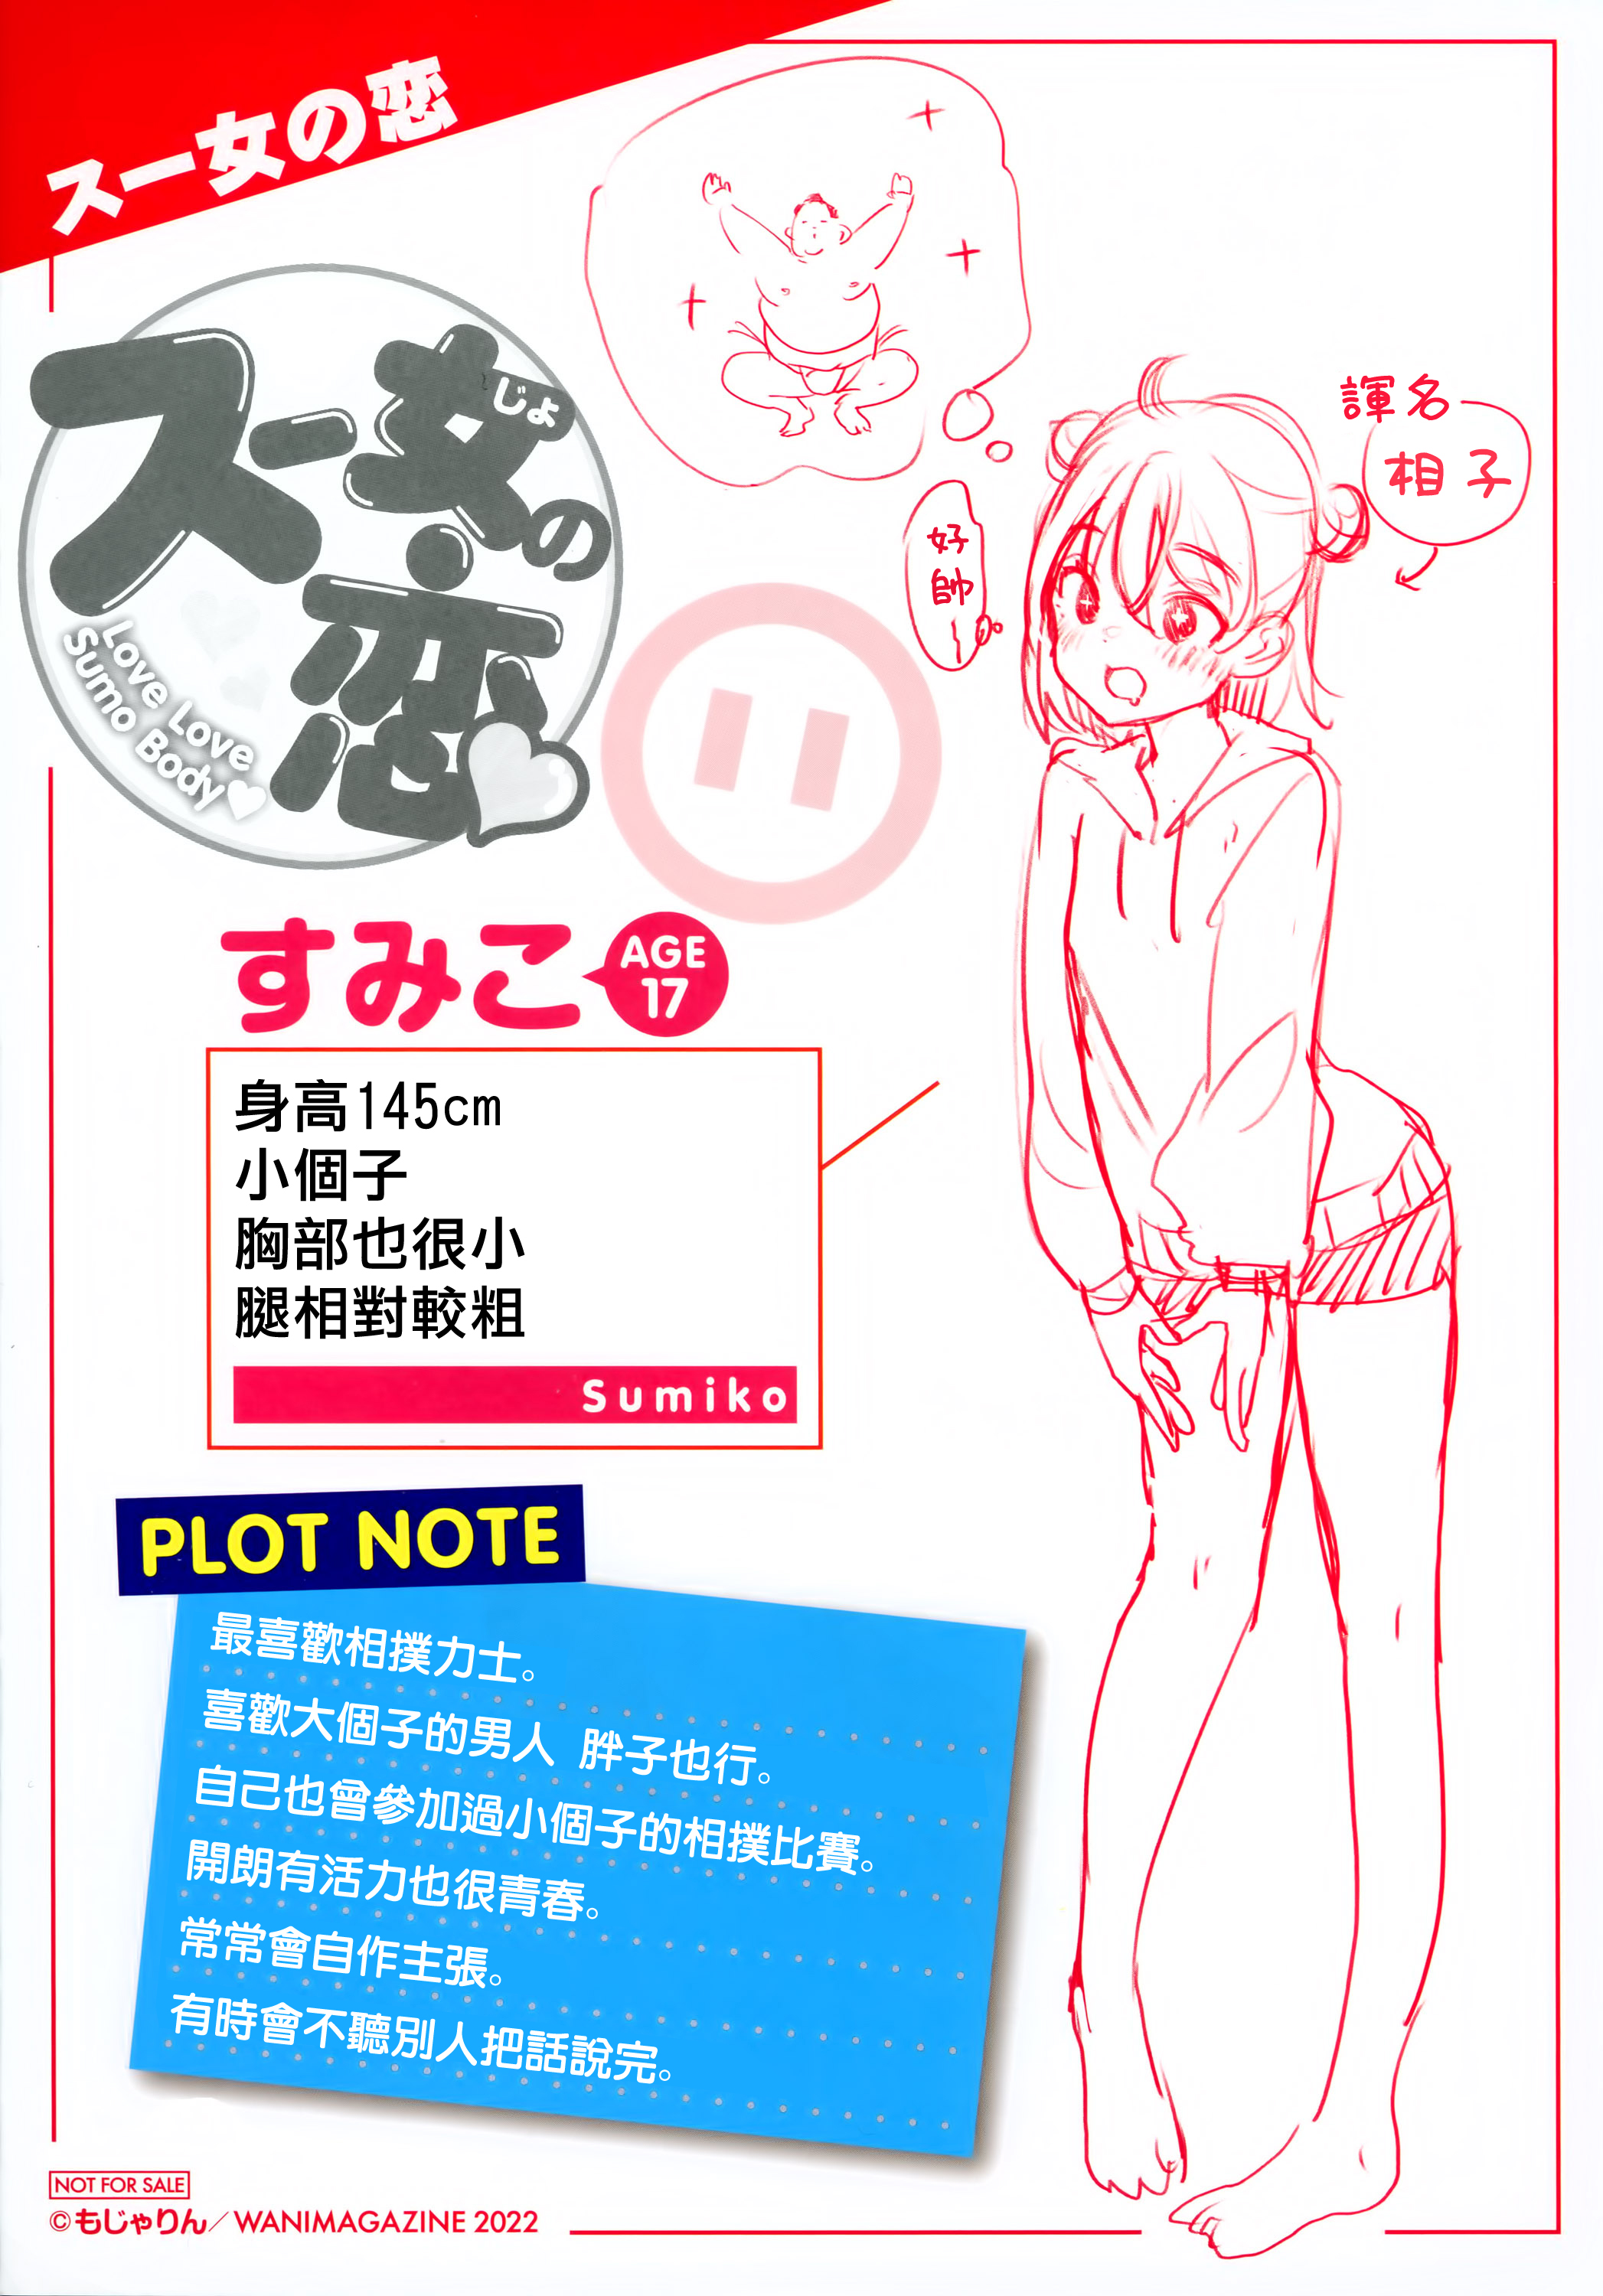 スー女の恋
スー女の恋
じょ
Love Love
Sumo Body
諢名
相子
好帥ー
すみこ
AGE
17
身高145cm
小個子
胸部也很小
腿相對較粗
Sumiko
PLOT NOTE
最喜歡相撲力士。
喜歡大個子的男人 胖子也行。
自己也曾參加過小個子的相撲比賽。
開朗有活力也很青春。
常常會自作主張。
有時會不聽別人把話說完。
NOT FOR SALE
©もじゃりん／WANIMAGAZINE 2022